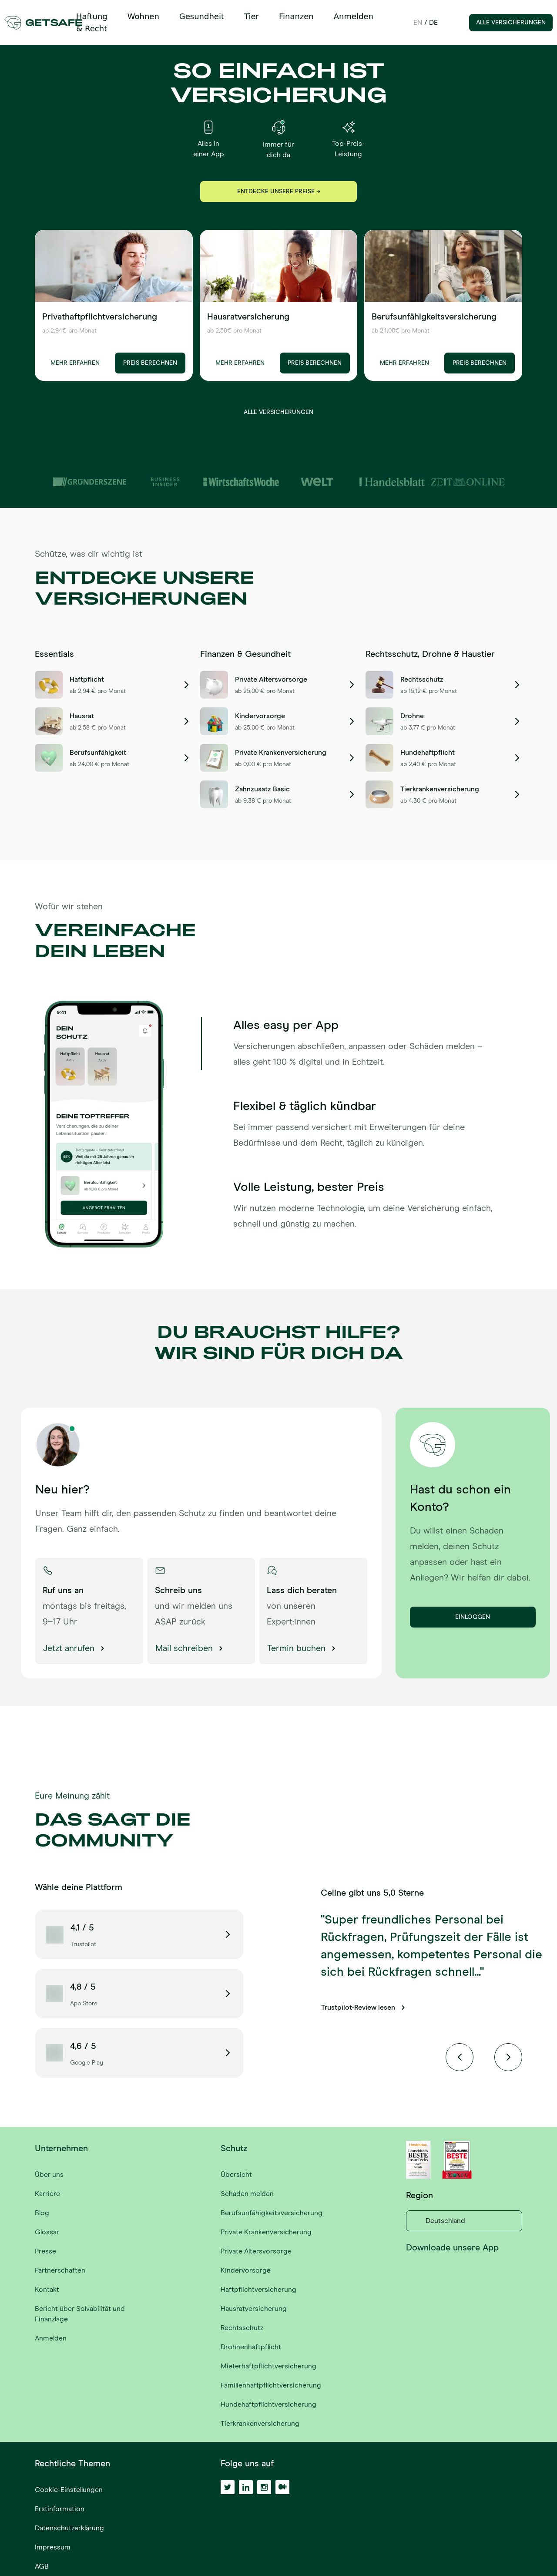 GETSAFE
Haftung & Recht
Wohnen
Gesundheit
Tier
Finanzen
Anmelden
EN / DE
ALLE VERSICHERUNGEN
SO EINFACH IST
VERSICHERUNG
Alles in
einer App
Immer für
dich da
Top-Preis-
Leistung
ENTDECKE UNSERE PREISE →
Privathaftpflichtversicherung
ab 2,94€ pro Monat
MEHR ERFAHREN
PREIS BERECHNEN
Hausratversicherung
ab 2,58€ pro Monat
MEHR ERFAHREN
PREIS BERECHNEN
Berufsunfähigkeitsversicherung
ab 24,00€ pro Monat
MEHR ERFAHREN
PREIS BERECHNEN
ALLE VERSICHERUNGEN
GRÜNDERSZENE
BUSINESS
INSIDER
WirtschaftsWoche
WELT
Handelsblatt
ZEIT ONLINE
Schütze, was dir wichtig ist
ENTDECKE UNSERE
VERSICHERUNGEN
Essentials
Haftpflicht
ab 2,94 € pro Monat
Hausrat
ab 2,58 € pro Monat
Berufsunfähigkeit
ab 24,00 € pro Monat
Finanzen & Gesundheit
Private Altersvorsorge
ab 25,00 € pro Monat
Kindervorsorge
ab 25,00 € pro Monat
Private Krankenversicherung
ab 0,00 € pro Monat
Zahnzusatz Basic
ab 9,38 € pro Monat
Rechtsschutz, Drohne & Haustier
Rechtsschutz
ab 15,12 € pro Monat
Drohne
ab 3,77 € pro Monat
Hundehaftpflicht
ab 2,40 € pro Monat
Tierkrankenversicherung
ab 4,30 € pro Monat
Wofür wir stehen
VEREINFACHE
DEIN LEBEN
9:41
DEIN
SCHUTZ
Haftpflicht
Hausrat
DEINE TOPTREFFER
Versicherungen, die zu deiner
Lebenssituation passen.
Weil du mit 28 Jahren genau im
richtigen Alter bist
Berufsunfähigkeit
ANGEBOT ERHALTEN
Alles easy per App
Versicherungen abschließen, anpassen oder Schäden melden –
alles geht 100 % digital und in Echtzeit.
Flexibel & täglich kündbar
Sei immer passend versichert mit Erweiterungen für deine
Bedürfnisse und dem Recht, täglich zu kündigen.
Volle Leistung, bester Preis
Wir nutzen moderne Technologie, um deine Versicherung einfach,
schnell und günstig zu machen.
DU BRAUCHST HILFE?
WIR SIND FÜR DICH DA
Neu hier?
Unser Team hilft dir, den passenden Schutz zu finden und beantwortet deine
Fragen. Ganz einfach.
Ruf uns an
montags bis freitags,
9–17 Uhr
Jetzt anrufen
Schreib uns
und wir melden uns
ASAP zurück
Mail schreiben
Lass dich beraten
von unseren
Expert:innen
Termin buchen
Hast du schon ein
Konto?
Du willst einen Schaden
melden, deinen Schutz
anpassen oder hast ein
Anliegen? Wir helfen dir dabei.
EINLOGGEN
Eure Meinung zählt
DAS SAGT DIE
COMMUNITY
Wähle deine Plattform
4,1 / 5
Trustpilot
4,8 / 5
App Store
4,6 / 5
Google Play
Celine gibt uns 5,0 Sterne
"Super freundliches Personal bei
Rückfragen, Prüfungszeit der Fälle ist
angemessen, kompetentes Personal die
sich bei Rückfragen schnell..."
Trustpilot-Review lesen
Unternehmen
Über uns
Karriere
Blog
Glossar
Presse
Partnerschaften
Kontakt
Bericht über Solvabilität und
Finanzlage
Anmelden
Schutz
Übersicht
Schaden melden
Berufsunfähigkeitsversicherung
Private Krankenversicherung
Private Altersvorsorge
Kindervorsorge
Haftpflichtversicherung
Hausratversicherung
Rechtsschutz
Drohnenhaftpflicht
Mieterhaftpflichtversicherung
Familienhaftpflichtversicherung
Hundehaftpflichtversicherung
Tierkrankenversicherung
BESTE
BESTE
Region
Deutschland
Downloade unsere App
Rechtliche Themen
Cookie-Einstellungen
Erstinformation
Datenschutzerklärung
Impressum
AGB
Folge uns auf